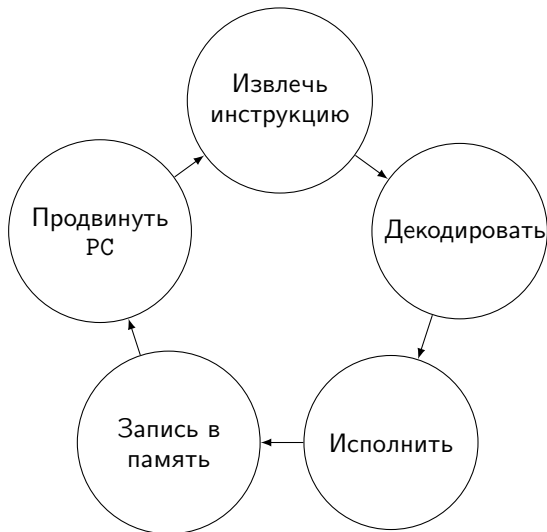 Извлечь
инструкцию
Декодировать
Исполнить
Запись в
память
Продвинуть
PC